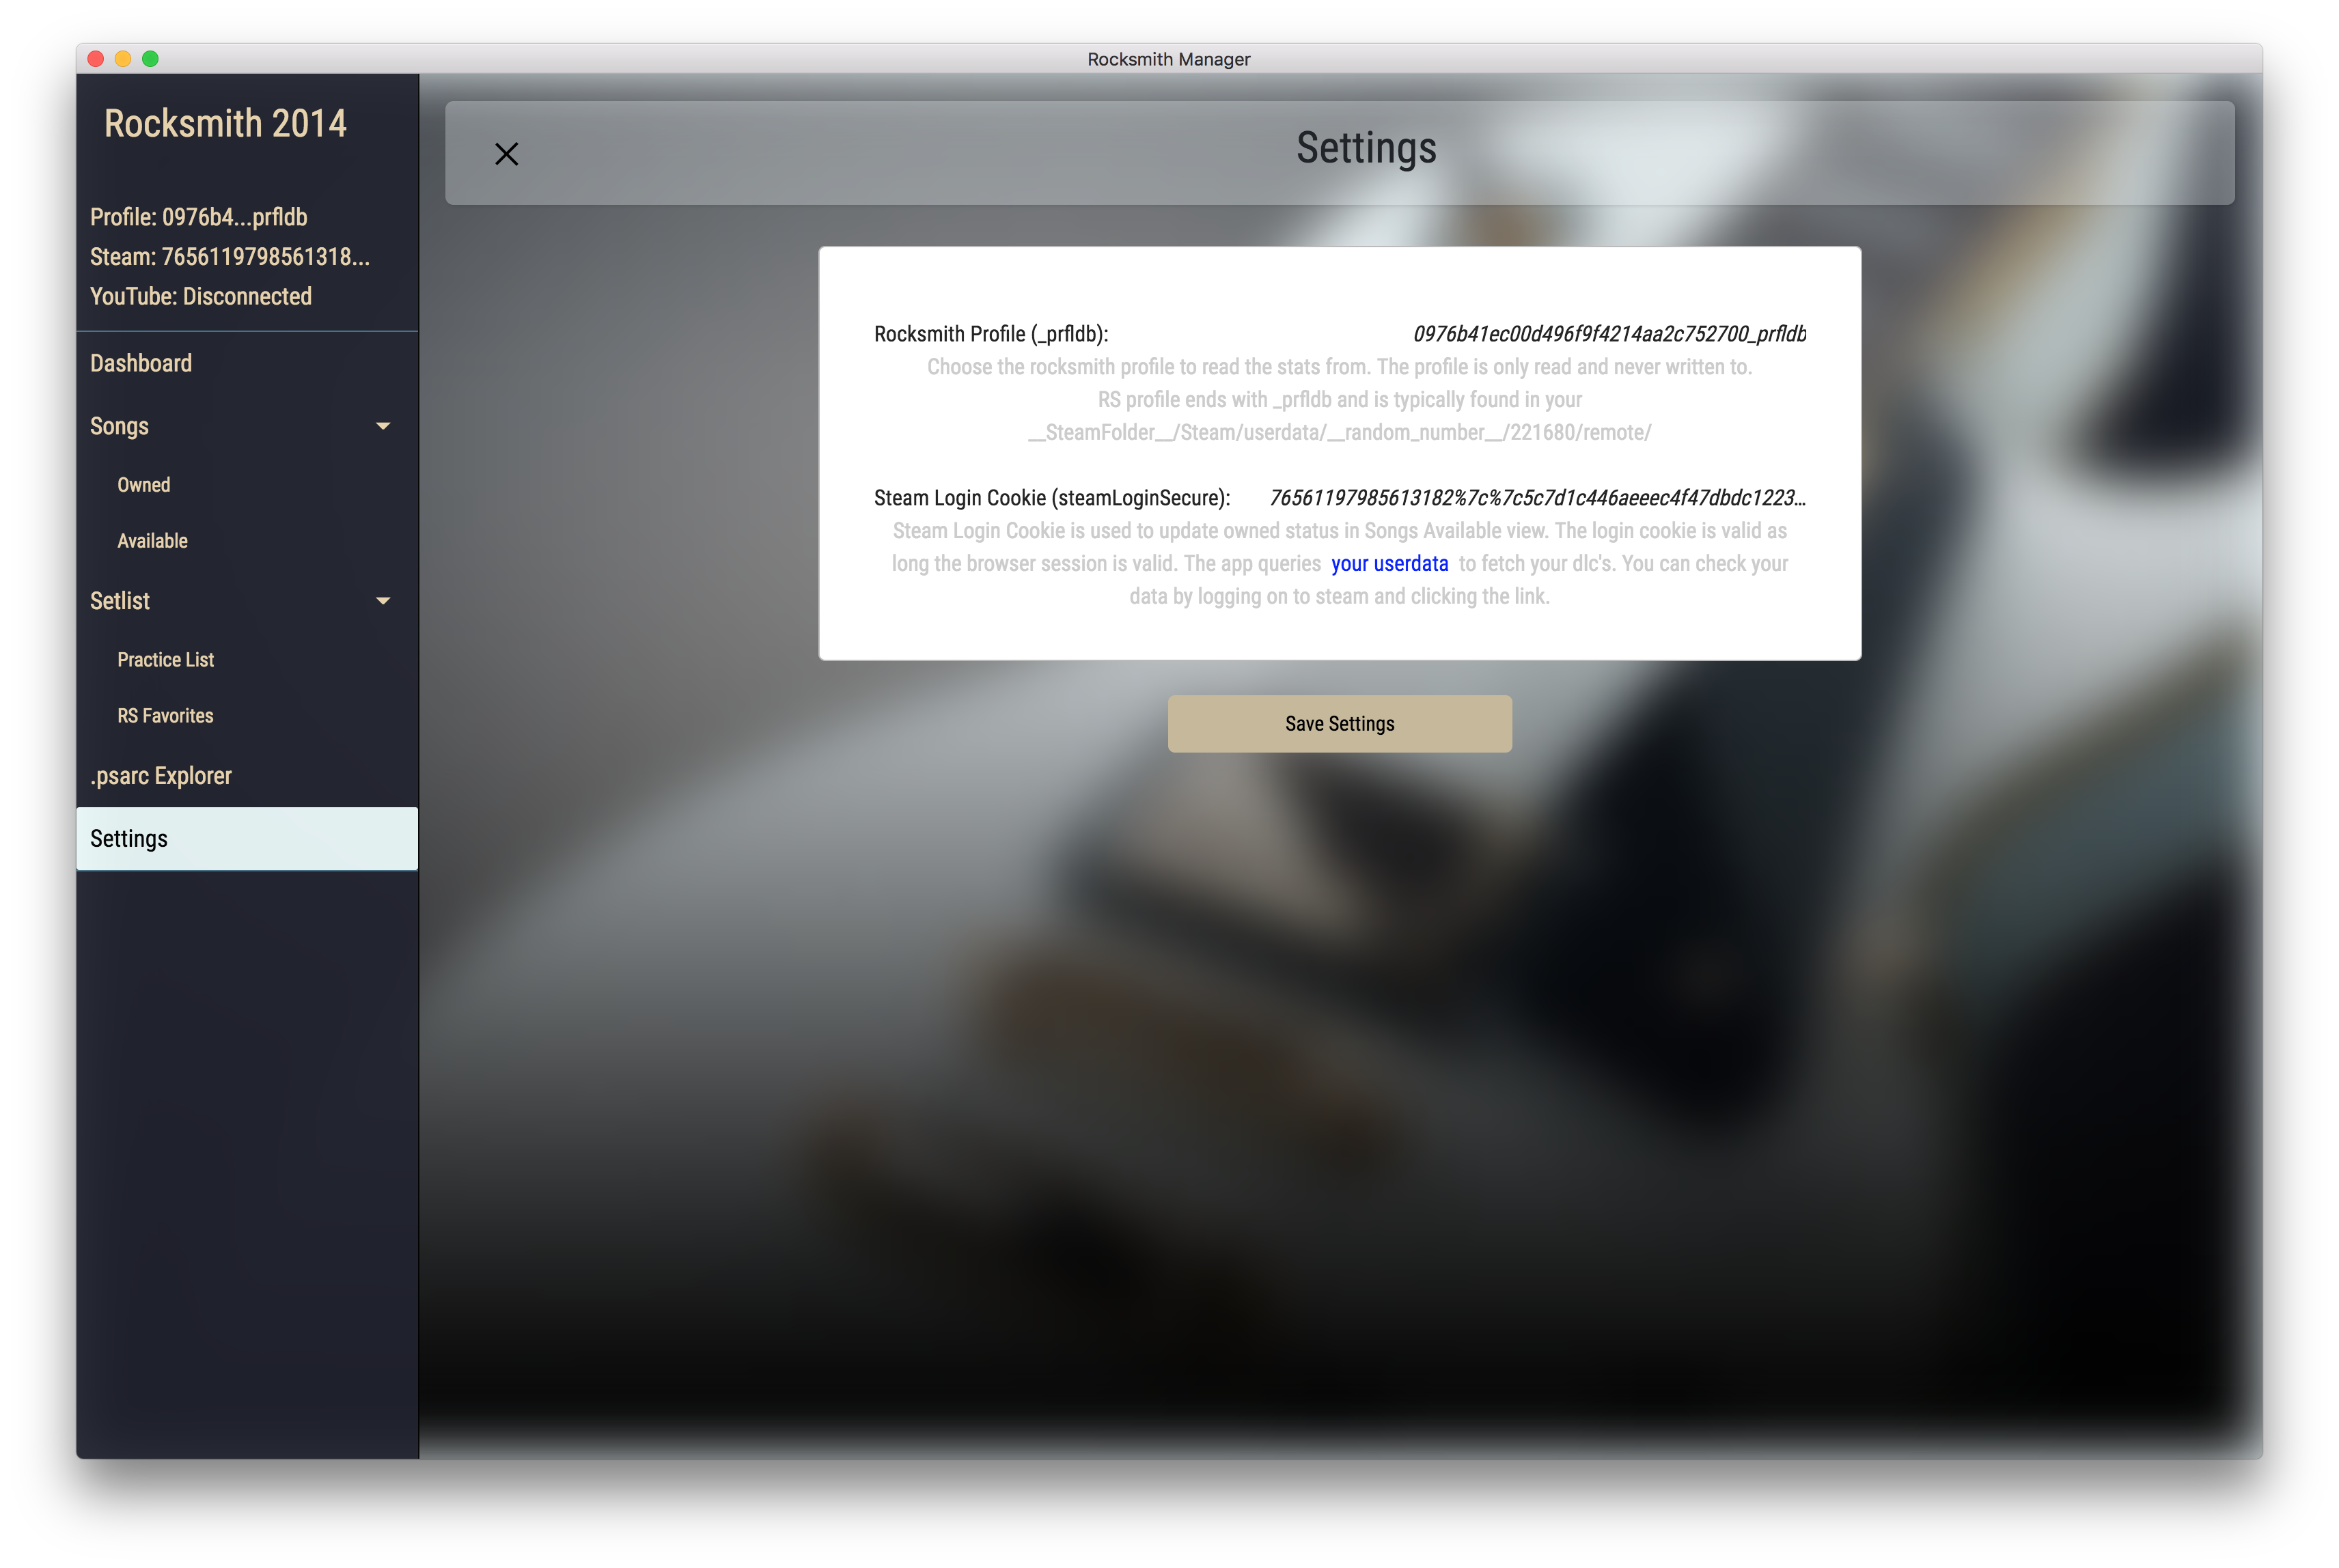 Rocksmith Manager
Rocksmith 2014
Profile: 0976b4...prfldb
Steam: 7656119798561318...
YouTube: Disconnected
Dashboard
Songs
Owned
Available
Setlist
Practice List
RS Favorites
.psarc Explorer
Settings
Settings
Rocksmith Profile (_prfldb): 0976b41ec00d496f9f4214aa2c752700_prfldb
Choose the rocksmith profile to read the stats from. The profile is only read and never written to.
RS profile ends with _prfldb and is typically found in your
__SteamFolder__/Steam/userdata/__random_number__/221680/remote/
Steam Login Cookie (steamLoginSecure): 76561197985613182%7c%7c5c7d1c446aeeec4f47dbdc1223...
Steam Login Cookie is used to update owned status in Songs Available view. The login cookie is valid as
long the browser session is valid. The app queries your userdata to fetch your dlc's. You can check your
data by logging on to steam and clicking the link.
Save Settings